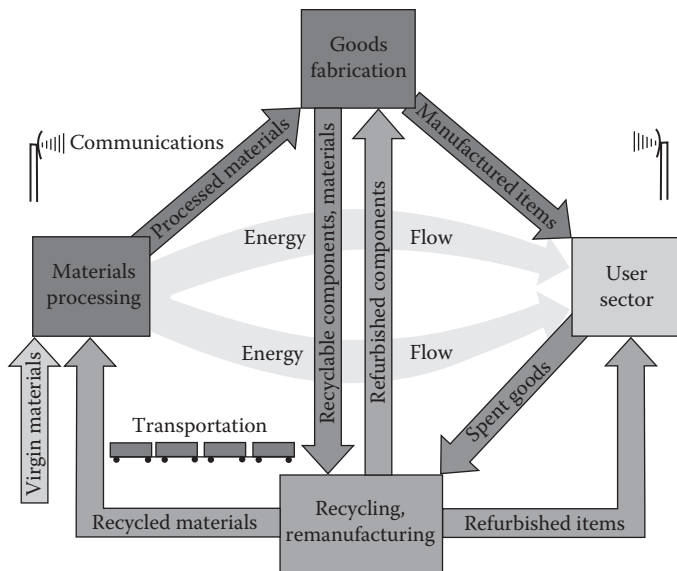 Goods
fabrication
Communications
Processed materials
Recyclable components, materials
Refurbished components
Manufactured items
Energy
Flow
Materials
processing
User
sector
Energy
Flow
Virgin materials
Transportation
Spent goods
Recycled materials
Recycling,
remanufacturing
Refurbished items